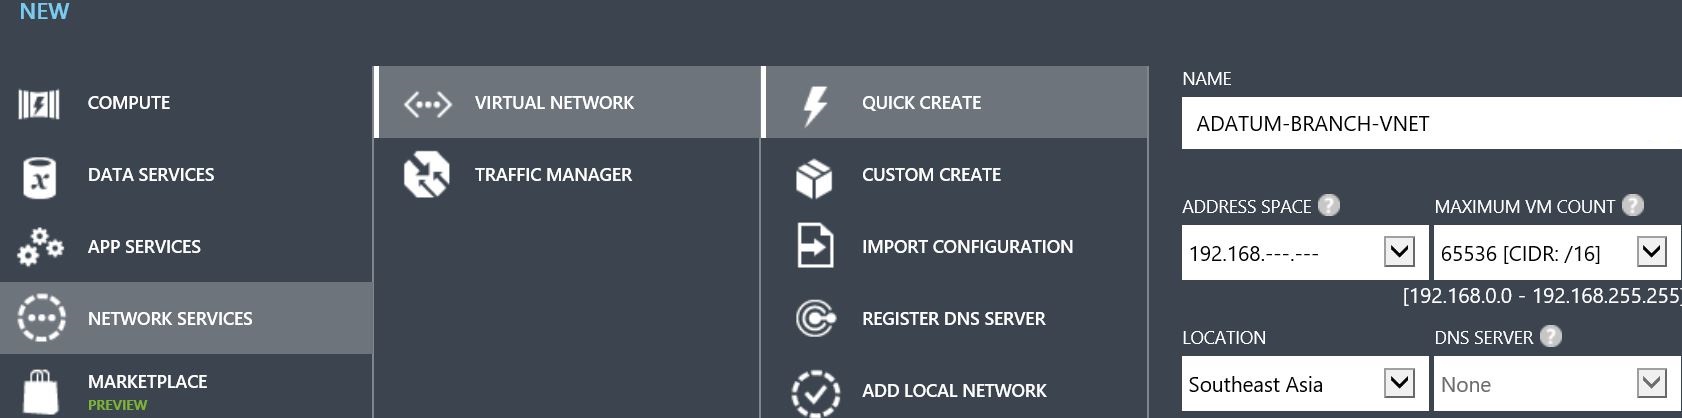 NEW
COMPUTE
DATA SERVICES
APP SERVICES
NETWORK SERVICES
MARKETPLACE
PREVIEW
VIRTUAL NETWORK
TRAFFIC MANAGER
QUICK CREATE
CUSTOM CREATE
IMPORT CONFIGURATION
REGISTER DNS SERVER
ADD LOCAL NETWORK
NAME
ADATUM-BRANCH-VNET
ADDRESS SPACE ?
MAXIMUM VM COUNT ?
192.168.---.---
65536 [CIDR: /16]
[192.168.0.0 - 192.168.255.255]
LOCATION
DNS SERVER ?
Southeast Asia
None